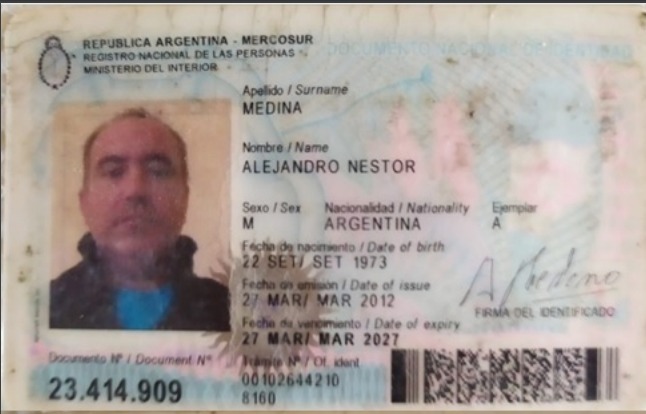 REPUBLICA ARGENTINA - MERCOSUR
REGISTRO NACIONAL DE LAS PERSONAS
MINISTERIO DEL INTERIOR
DOCUMENTO NACIONAL DE IDENTIDAD
Apellido / Surname
MEDINA
Nombre / Name
ALEJANDRO NESTOR
Sexo / Sex Nacionalidad / Nationality Ejemplar
M ARGENTINA A
Fecha de nacimiento / Date of birth
22 SET/ SET 1973
Fecha de emisión / Date of issue
27 MAR/ MAR 2012
FIRMA DEL IDENTIFICADO
Fecha de vencimiento / Date of expiry
27 MAR/ MAR 2027
Documento Nº / Document Nº
23.414.909
Trámite Nº / Of. ident
00102644210
8160